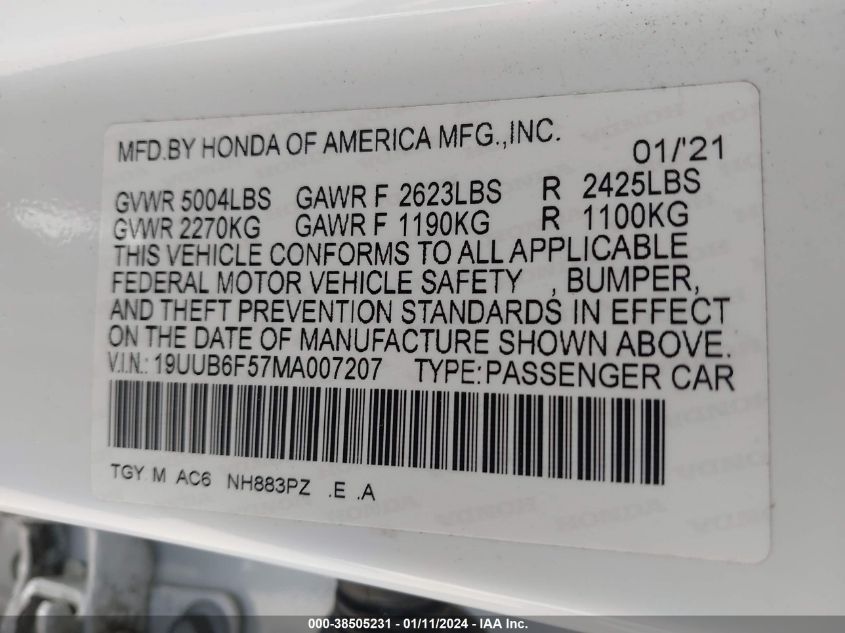 MFD.BY HONDA OF AMERICA MFG.,INC. 01/'21
GVWR 5004LBS GAWR F 2623LBS R 2425LBS
GVWR 2270KG GAWR F 1190KG R 1100KG
THIS VEHICLE CONFORMS TO ALL APPLICABLE
FEDERAL MOTOR VEHICLE SAFETY , BUMPER,
AND THEFT PREVENTION STANDARDS IN EFFECT
ON THE DATE OF MANUFACTURE SHOWN ABOVE.
V.I.N.: 19UUB6F57MA007207 TYPE:PASSENGER CAR
TGY M AC6 NH883PZ .E .A
000-38505231 - 01/11/2024 - IAA Inc.